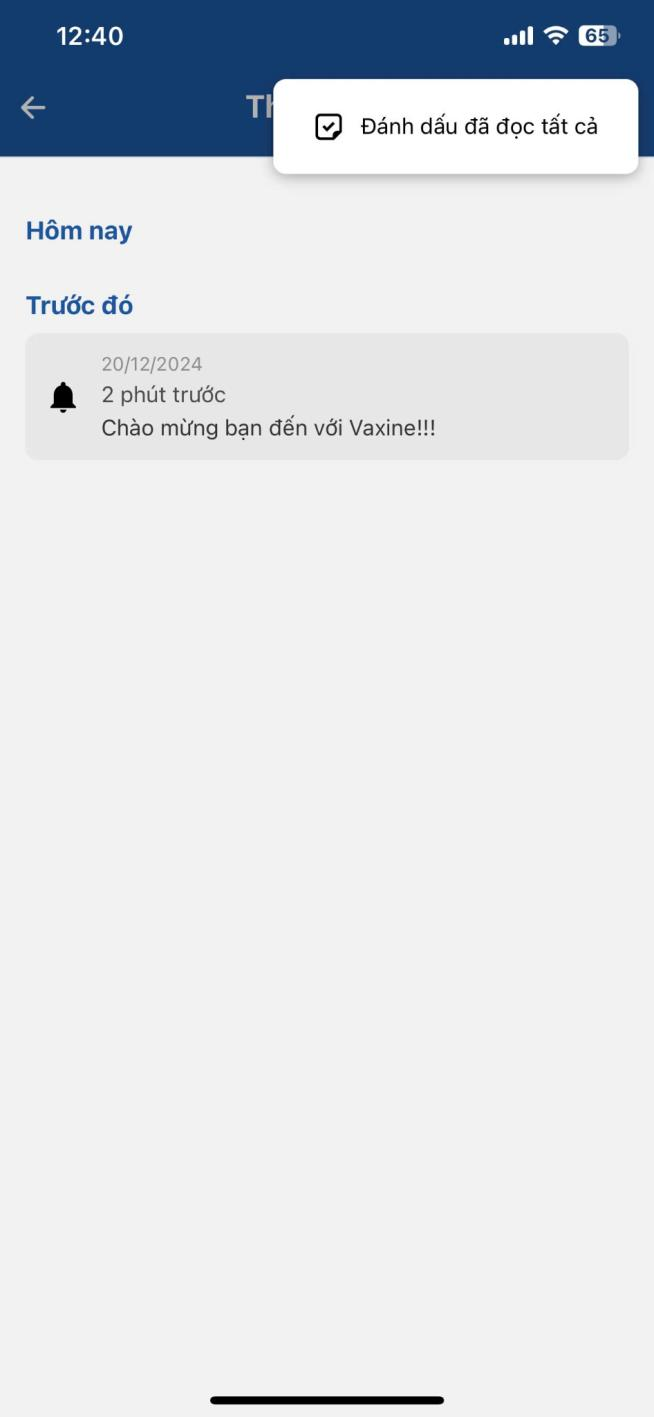 12:40
65
Đánh dấu đã đọc tất cả
Hôm nay
Trước đó
20/12/2024
2 phút trước
Chào mừng bạn đến với Vaxine!!!